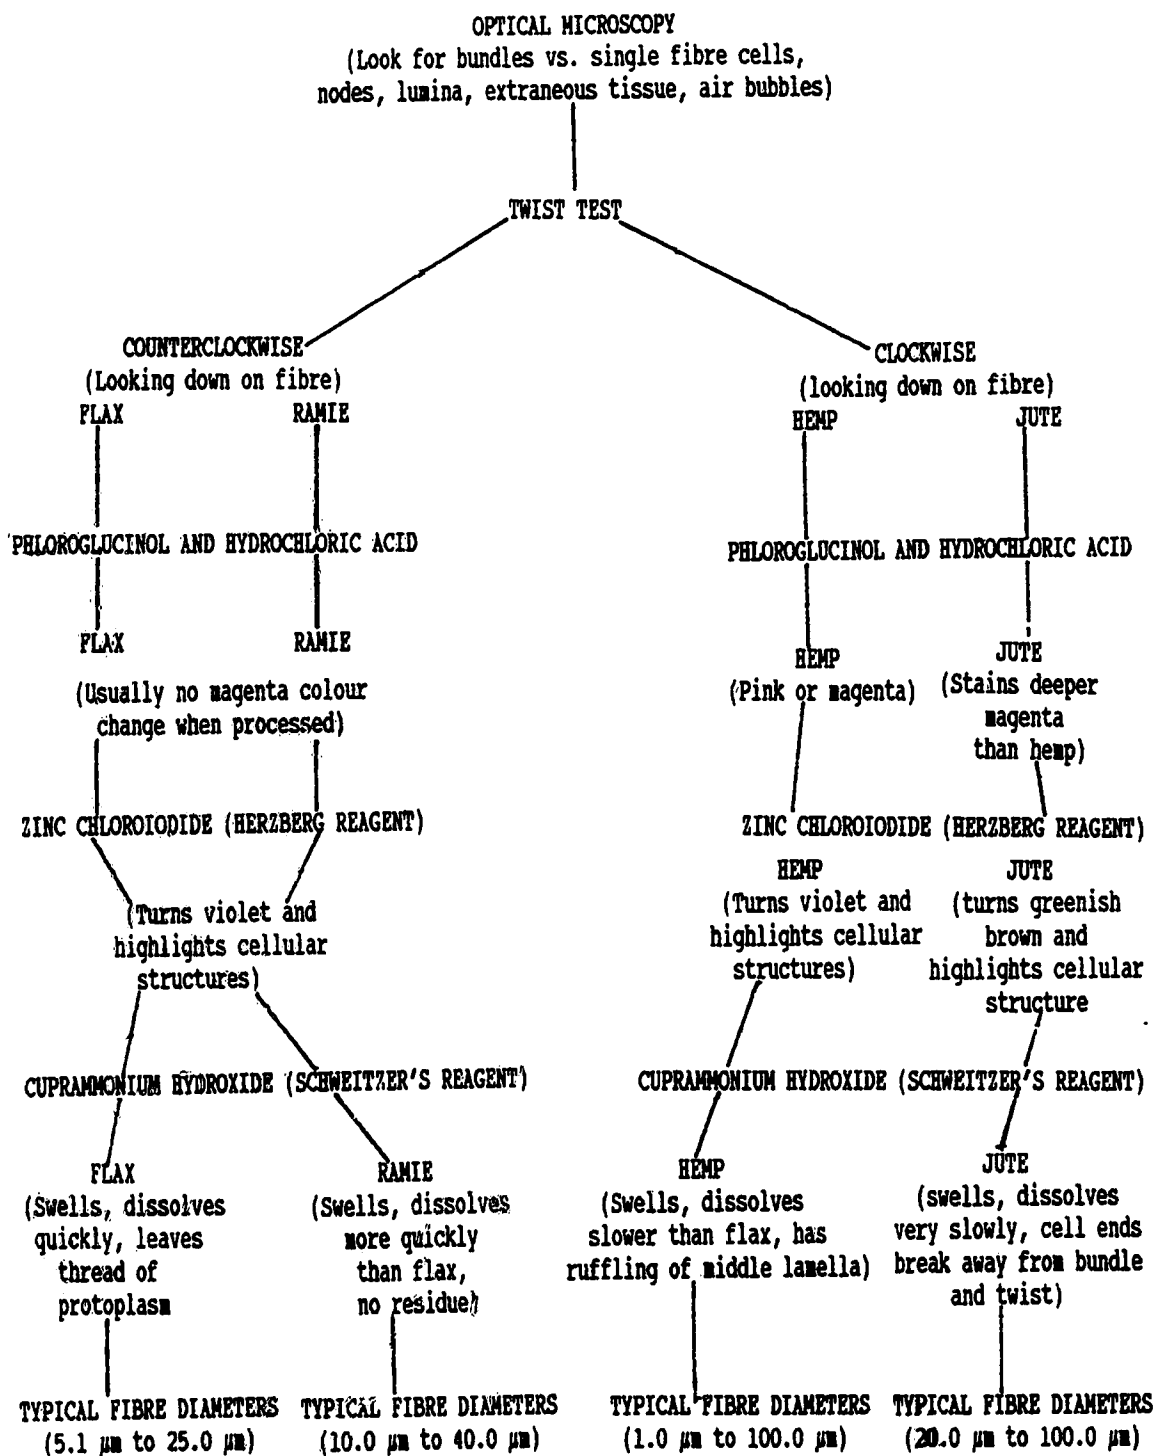 OPTICAL MICROSCOPY
(Look for bundles vs. single fibre cells,
nodes, lumina, extraneous tissue, air bubbles)
TWIST TEST
COUNTERCLOCKWISE
(Looking down on fibre)
FLAX RAMIE
PHLOROGLUCINOL AND HYDROCHLORIC ACID
FLAX RAMIE
(Usually no magenta colour
change when processed)
ZINC CHLOROIODIDE (HERZBERG REAGENT)
(Turns violet and
highlights cellular
structures)
CUPRAMMONIUM HYDROXIDE (SCHWEITZER'S REAGENT)
FLAX
(Swells, dissolves
quickly, leaves
thread of
protoplasm
TYPICAL FIBRE DIAMETERS
(5.1 µm to 25.0 µm)
RAMIE
(Swells, dissolves
more quickly
than flax,
no residue)
TYPICAL FIBRE DIAMETERS
(10.0 µm to 40.0 µm)
CLOCKWISE
(looking down on fibre)
HEMP JUTE
PHLOROGLUCINOL AND HYDROCHLORIC ACID
HEMP
(Pink or magenta)
JUTE
(Stains deeper
magenta
than hemp)
ZINC CHLOROIODIDE (HERZBERG REAGENT)
HEMP
(Turns violet and
highlights cellular
structures)
JUTE
(turns greenish
brown and
highlights cellular
structure
CUPRAMMONIUM HYDROXIDE (SCHWEITZER'S REAGENT)
HEMP
(Swells, dissolves
slower than flax, has
ruffling of middle lamella)
TYPICAL FIBRE DIAMETERS
(1.0 µm to 100.0 µm)
JUTE
(swells, dissolves
very slowly, cell ends
break away from bundle
and twist)
TYPICAL FIBRE DIAMETERS
(20.0 µm to 100.0 µm)